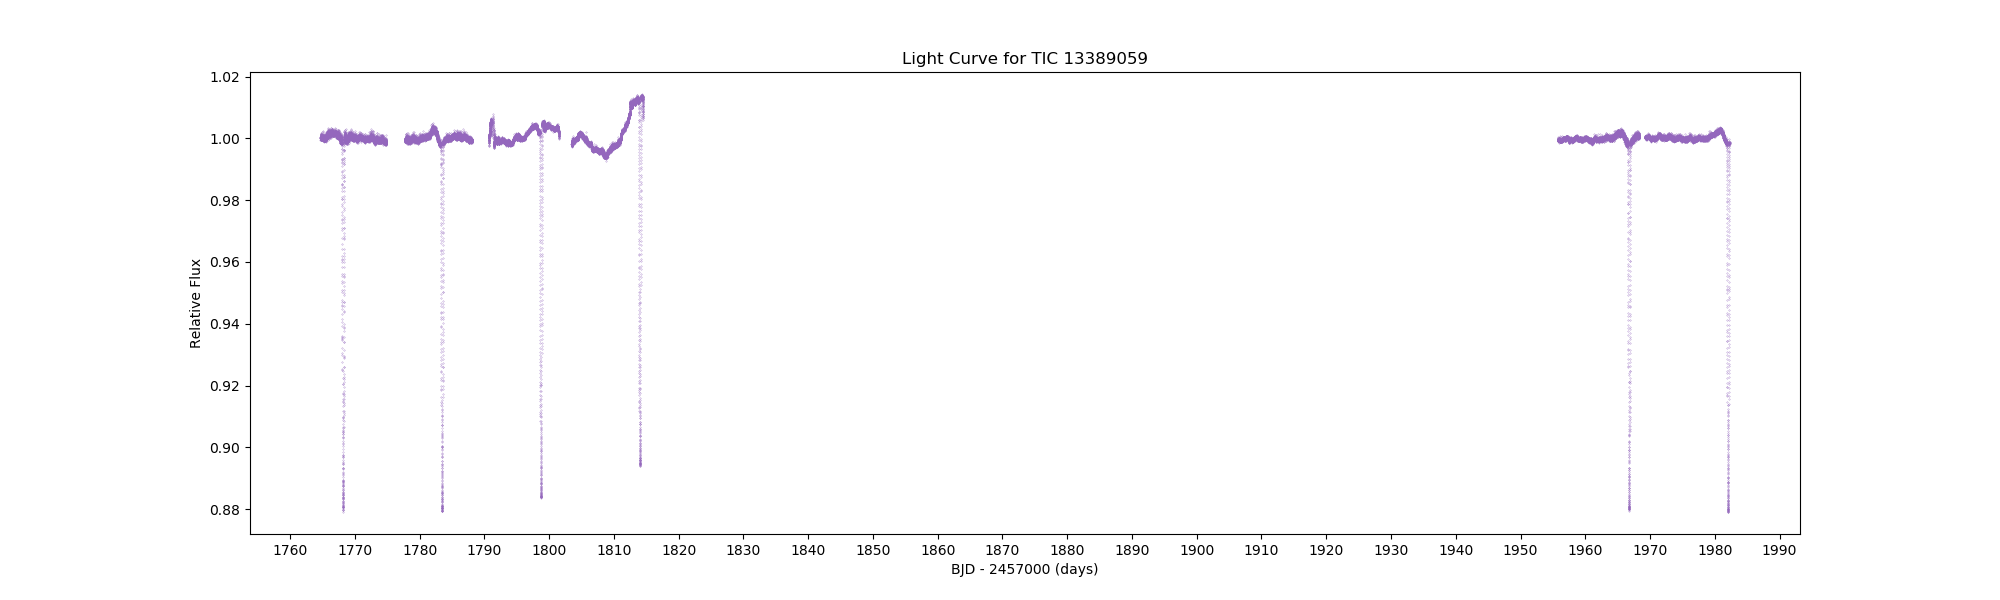 Light Curve for TIC 13389059
1.02
1.00
0.98
0.96
0.94
0.92
0.90
0.88
Relative Flux
1760 1770 1780 1790 1800 1810 1820 1830 1840 1850 1860 1870 1880 1890 1900 1910 1920 1930 1940 1950 1960 1970 1980 1990
BJD - 2457000 (days)